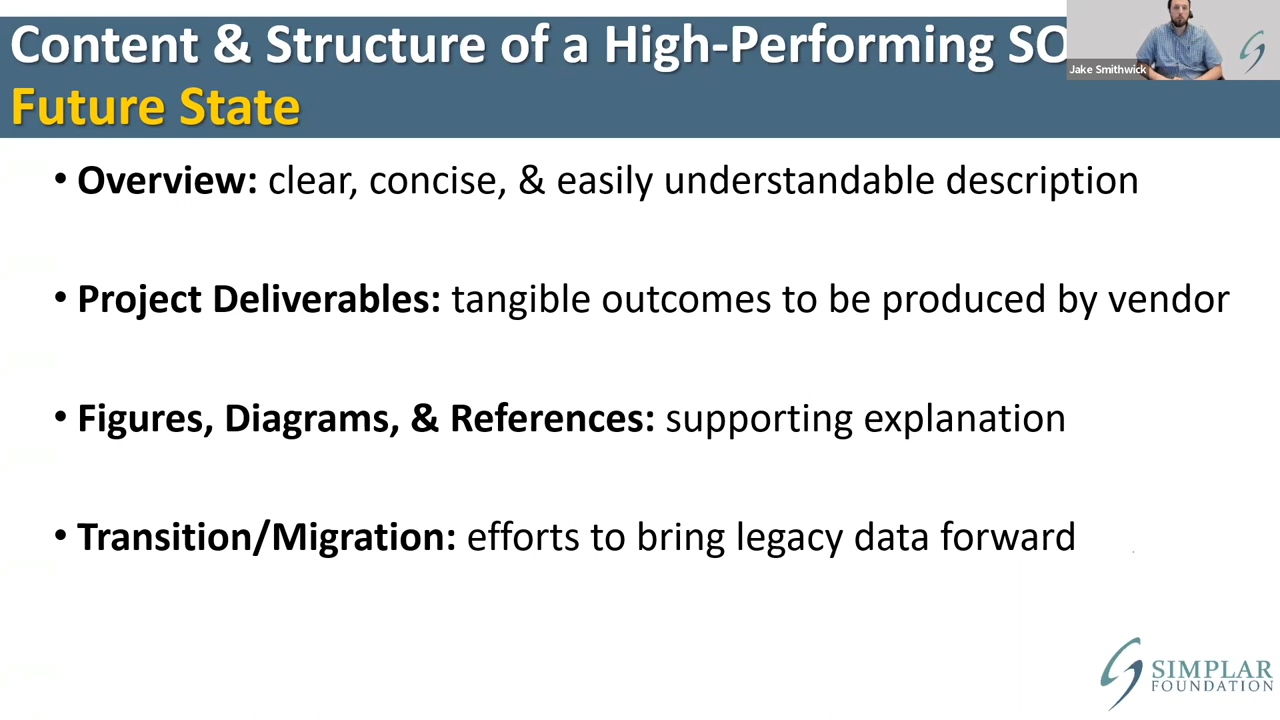 Content & Structure of a High-Performing SO
Jake Smithwick
Future State
• Overview: clear, concise, & easily understandable description
• Project Deliverables: tangible outcomes to be produced by vendor
• Figures, Diagrams, & References: supporting explanation
• Transition/Migration: efforts to bring legacy data forward
SIMPLAR
FOUNDATION